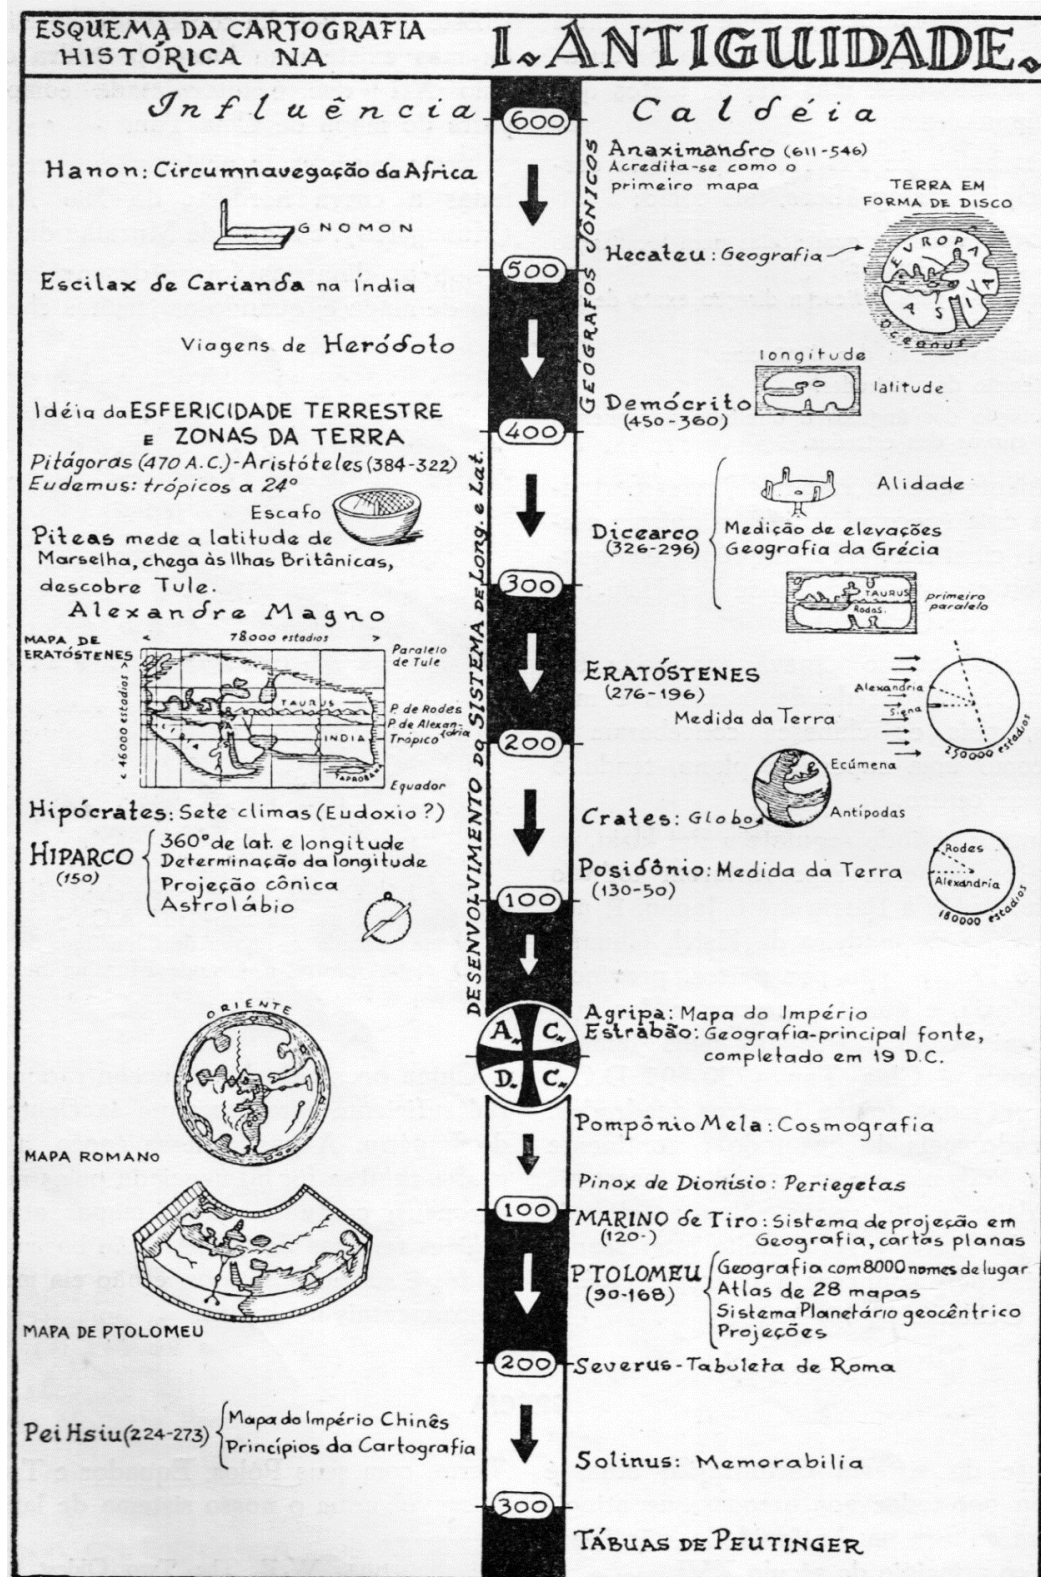 ESQUEMA DA CARTOGRAFIA
HISTÓRICA NA
I. ANTIGUIDADE.
Influência
Caldéia
600
Hanon: Circumnavegação da Africa
GNOMON
Escilax de Carianda na Índia
Viagens de Heródoto
Idéia da ESFERICIDADE TERRESTRE
E ZONAS DA TERRA
Pitágoras (470 A.C.)-Aristóteles (384-322)
Eudemus: trópicos a 24°
Escafo
Piteas mede a latitude de
Marselha, chega às Ilhas Britânicas,
descobre Tule.
Alexandre Magno
MAPA DE
ERATÓSTENES
< 78000 estadios >
< 46000 estadios >
Paralelo
de Tule
P. de Rodes
P. de Alexan-
dria
Trópico
Equador
TAURUS
INDIA
TAPROBANA
Hipócrates: Sete climas (Eudoxio ?)
HIPARCO
(150)
360° de lat. e longitude
Determinação da longitude
Projeção cônica
Astrolábio
ORIENTE
MAPA ROMANO
MAPA DE PTOLOMEU
Pei Hsiu (224-273)
Mapa do Império Chinês
Princípios da Cartografia
500
400
300
200
100
A. C.
D. C.
100
200
300
GEÓGRAFOS JÔNICOS
DESENVOLVIMENTO DO SISTEMA DE Long. e Lat.
Anaximandro (611-546)
Acredita-se como o
primeiro mapa
TERRA EM
FORMA DE DISCO
Hecateu: Geografia
EVROPA
ASIYA
Oceanus
longitude
latitude
Demócrito
(450-360)
Dicearco
(326-296)
Alidade
Medição de elevações
Geografia da Grécia
TAURUS
Rodas.
primeiro
paralelo
ERATÓSTENES
(276-196)
Medida da Terra
Alexandria
Siena
250000 estadios
Ecúmena
Antípodas
Crates: Globo
Posidônio: Medida da Terra
(130-50)
Rodes
Alexandria
180000 estadios
Agripa: Mapa do Império
Estrabão: Geografia-principal fonte,
completado em 19 D.C.
Pompônio Mela: Cosmografia
Pinox de Dionísio: Periegetas
MARINO de Tiro: Sistema de projeção em
(120-) Geografia, cartas planas
PTOLOMEU
(90-168)
Geografia com 8000 nomes de lugar
Atlas de 28 mapas
Sistema Planetário geocêntrico
Projeções
Severus-Tabuleta de Roma
Solinus: Memorabilia
TÁBUAS DE PEUTINGER